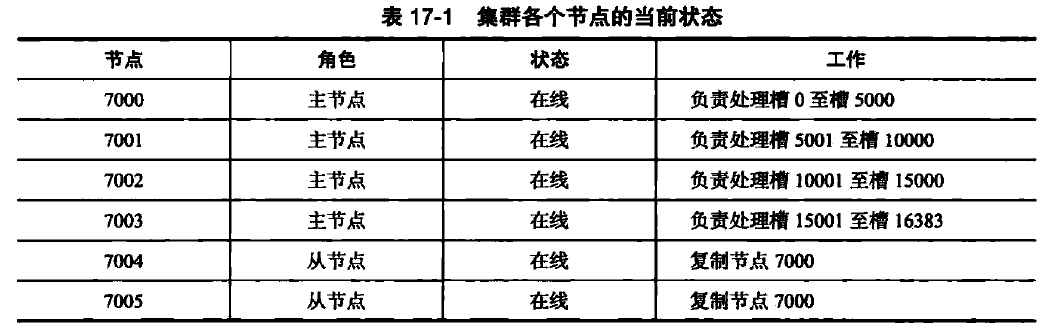 表 17-1 集群各个节点的当前状态
节点 角色 状态 工作
7000 主节点 在线 负责处理槽 0 至槽 5000
7001 主节点 在线 负责处理槽 5001 至槽 10000
7002 主节点 在线 负责处理槽 10001 至槽 15000
7003 主节点 在线 负责处理槽 15001 至槽 16383
7004 从节点 在线 复制节点 7000
7005 从节点 在线 复制节点 7000